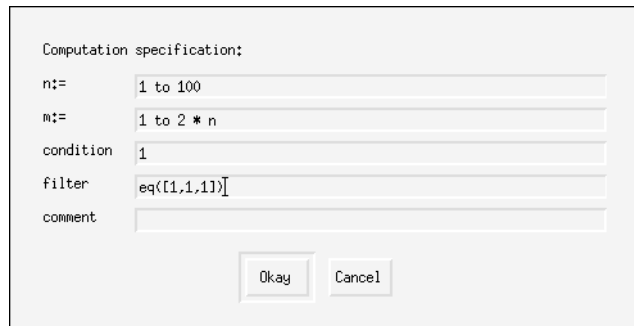 Computation specification:
n:= 1 to 100
m:= 1 to 2 * n
condition 1
filter eq([1,1,1])
comment
Okay Cancel